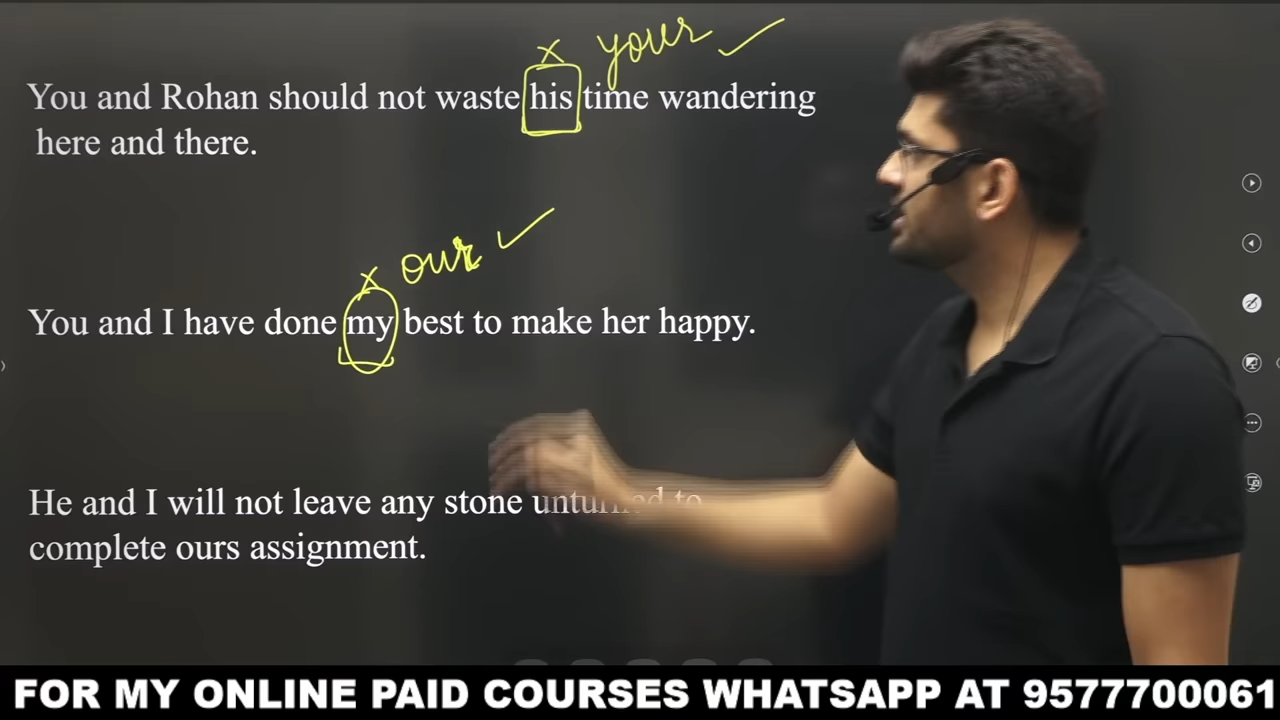 × your ✓
You and Rohan should not waste his time wandering
here and there.
× our ✓
You and I have done my best to make her happy.
He and I will not leave any stone unturned to
complete ours assignment.
FOR MY ONLINE PAID COURSES WHATSAPP AT 9577700061